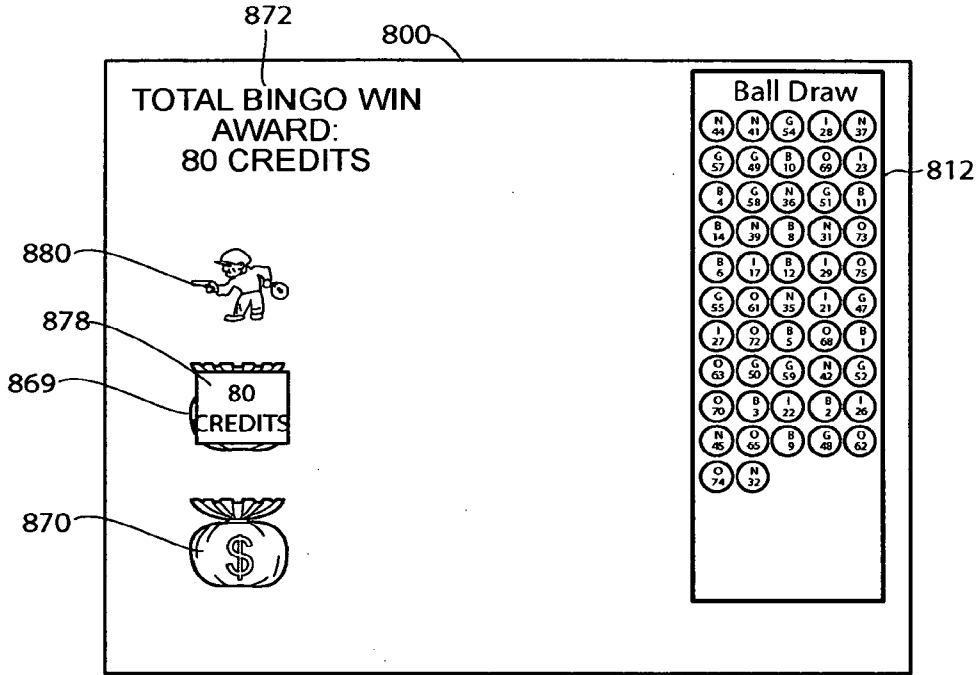 872
800
TOTAL BINGO WIN
AWARD:
80 CREDITS
880
878
869
80
CREDITS
870
$
Ball Draw
812
N 44 N 41 G 54 I 28 N 37
G 57 G 49 B 10 O 69 I 23
B 4 G 58 N 36 G 51 B 11
B 14 N 39 B 8 N 31 O 73
B 6 I 17 B 12 I 29 O 75
G 55 O 61 N 35 I 21 G 47
I 27 O 72 B 5 O 68 B 1
O 63 G 50 G 59 N 42 G 52
O 70 B 3 I 22 B 2 I 26
N 45 O 65 B 9 G 48 O 62
O 74 N 32